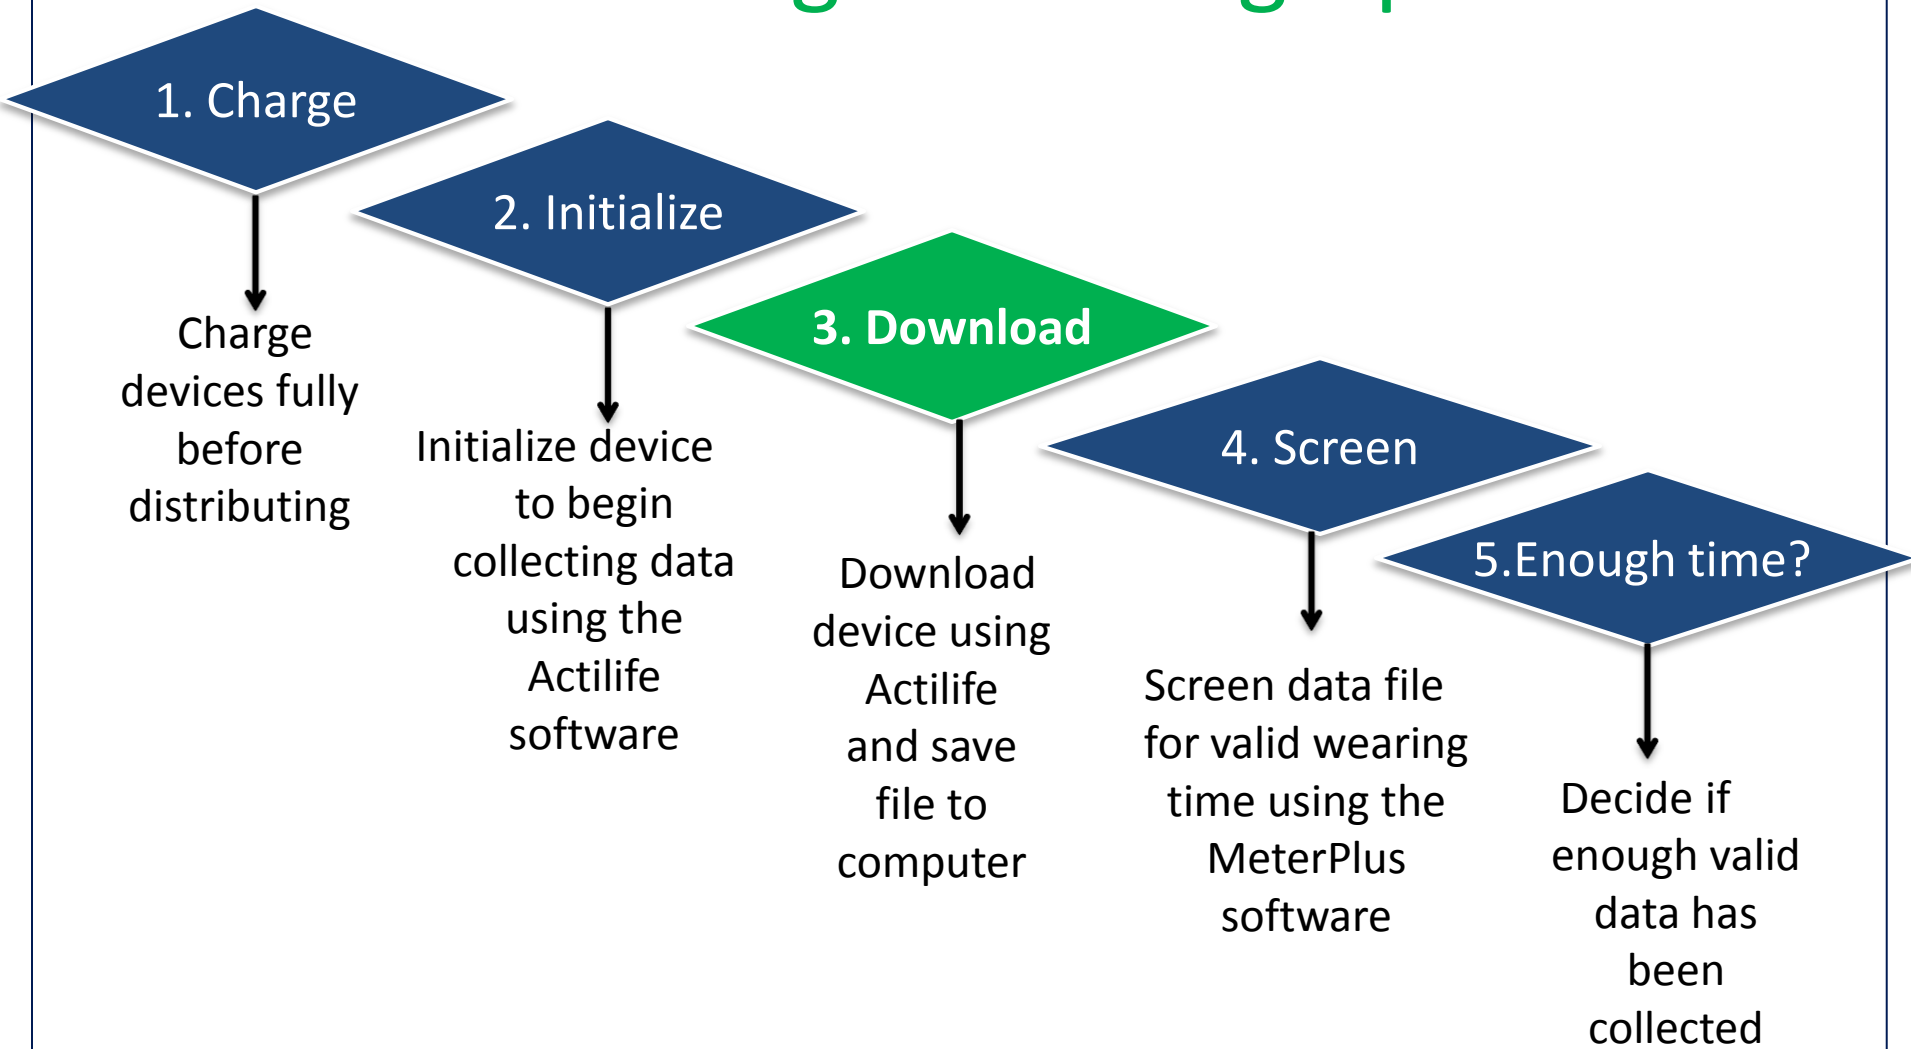 1. Charge
Charge
devices fully
before
distributing
2. Initialize
Initialize device
to begin
collecting data
using the
Actilife
software
3. Download
Download
device using
Actilife
and save
file to
computer
4. Screen
Screen data file
for valid wearing
time using the
MeterPlus
software
5.Enough time?
Decide if
enough valid
data has
been
collected